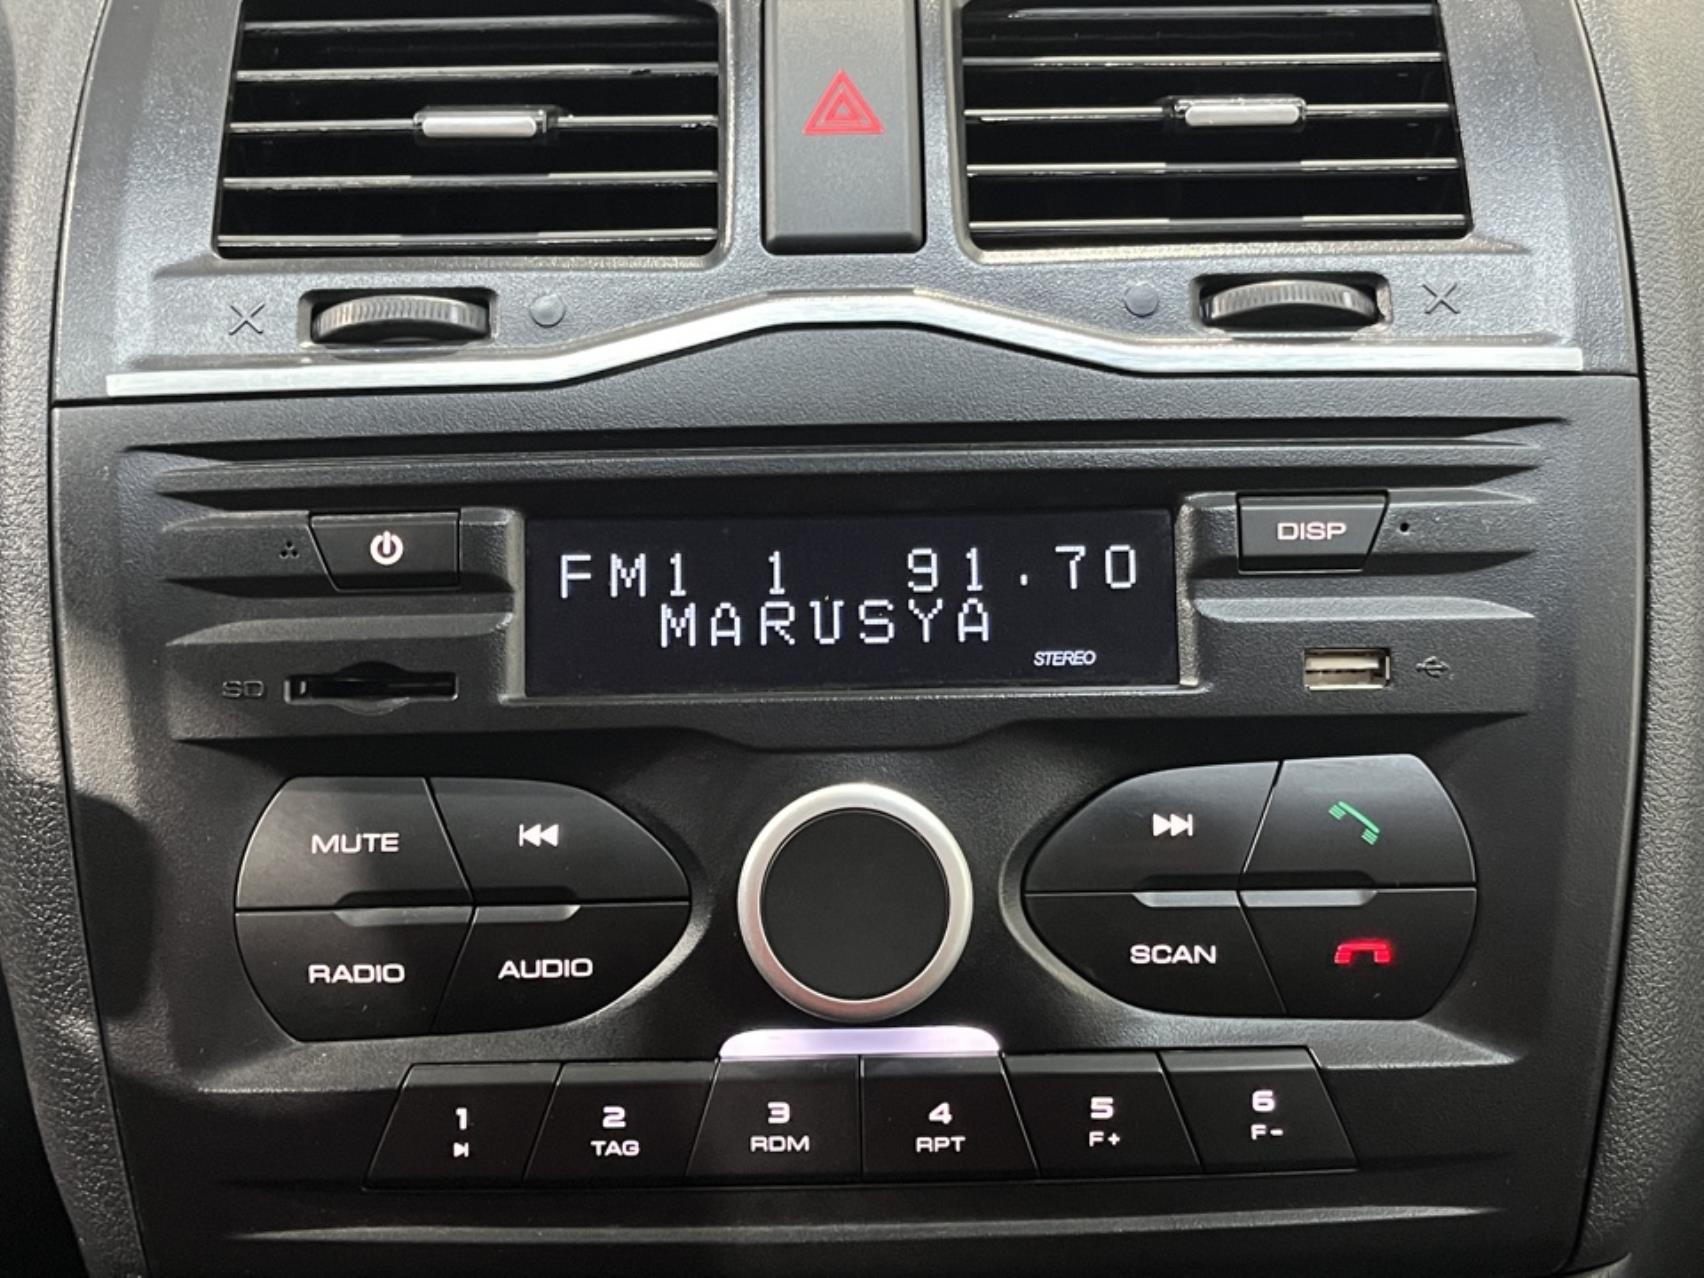 DISP
FM1 1 91.70
MARUSYA
STEREO
SD
MUTE
RADIO
AUDIO
SCAN
1
2
TAG
3
RDM
4
RPT
5
F+
6
F-